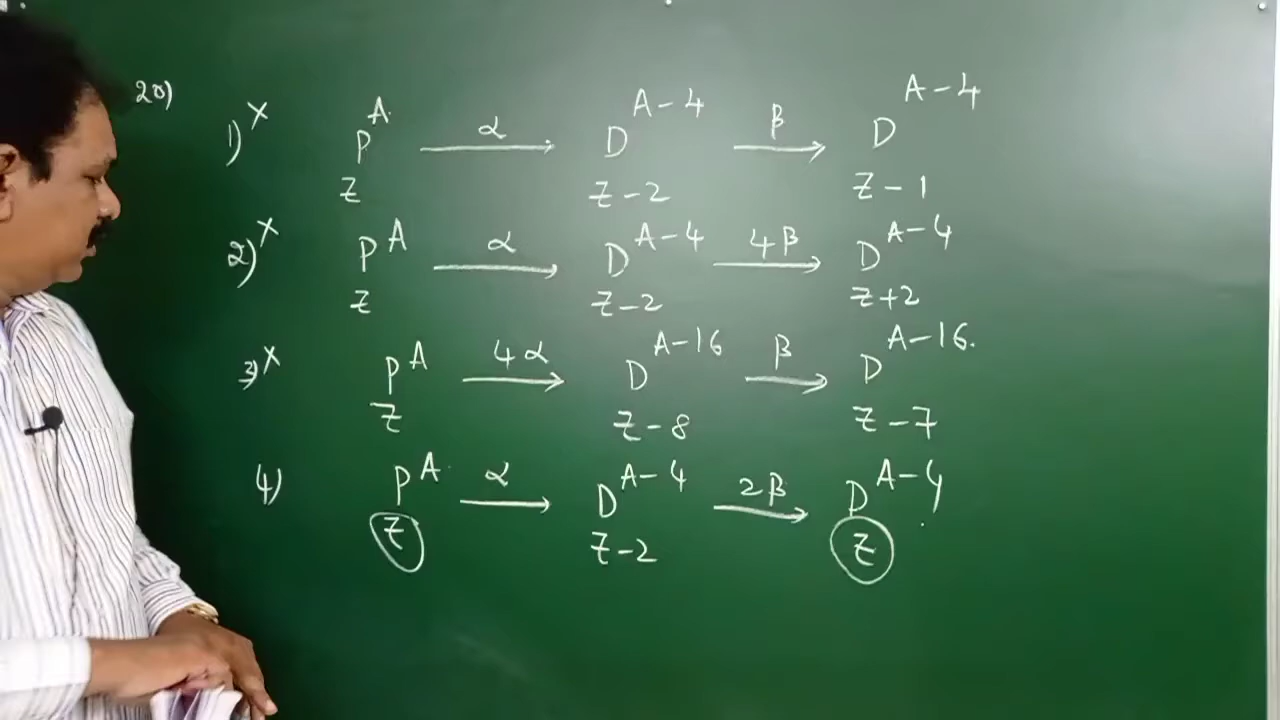 20)
1) x P A Z α → D A-4 Z-2 β → D A-4 Z-1
2) x P A Z α → D A-4 Z-2 4β → D A-4 Z+2
3) x P A Z 4α → D A-16 Z-8 β → D A-16. Z-7
4) P A Z α → D A-4 Z-2 2β → D A-4 Z